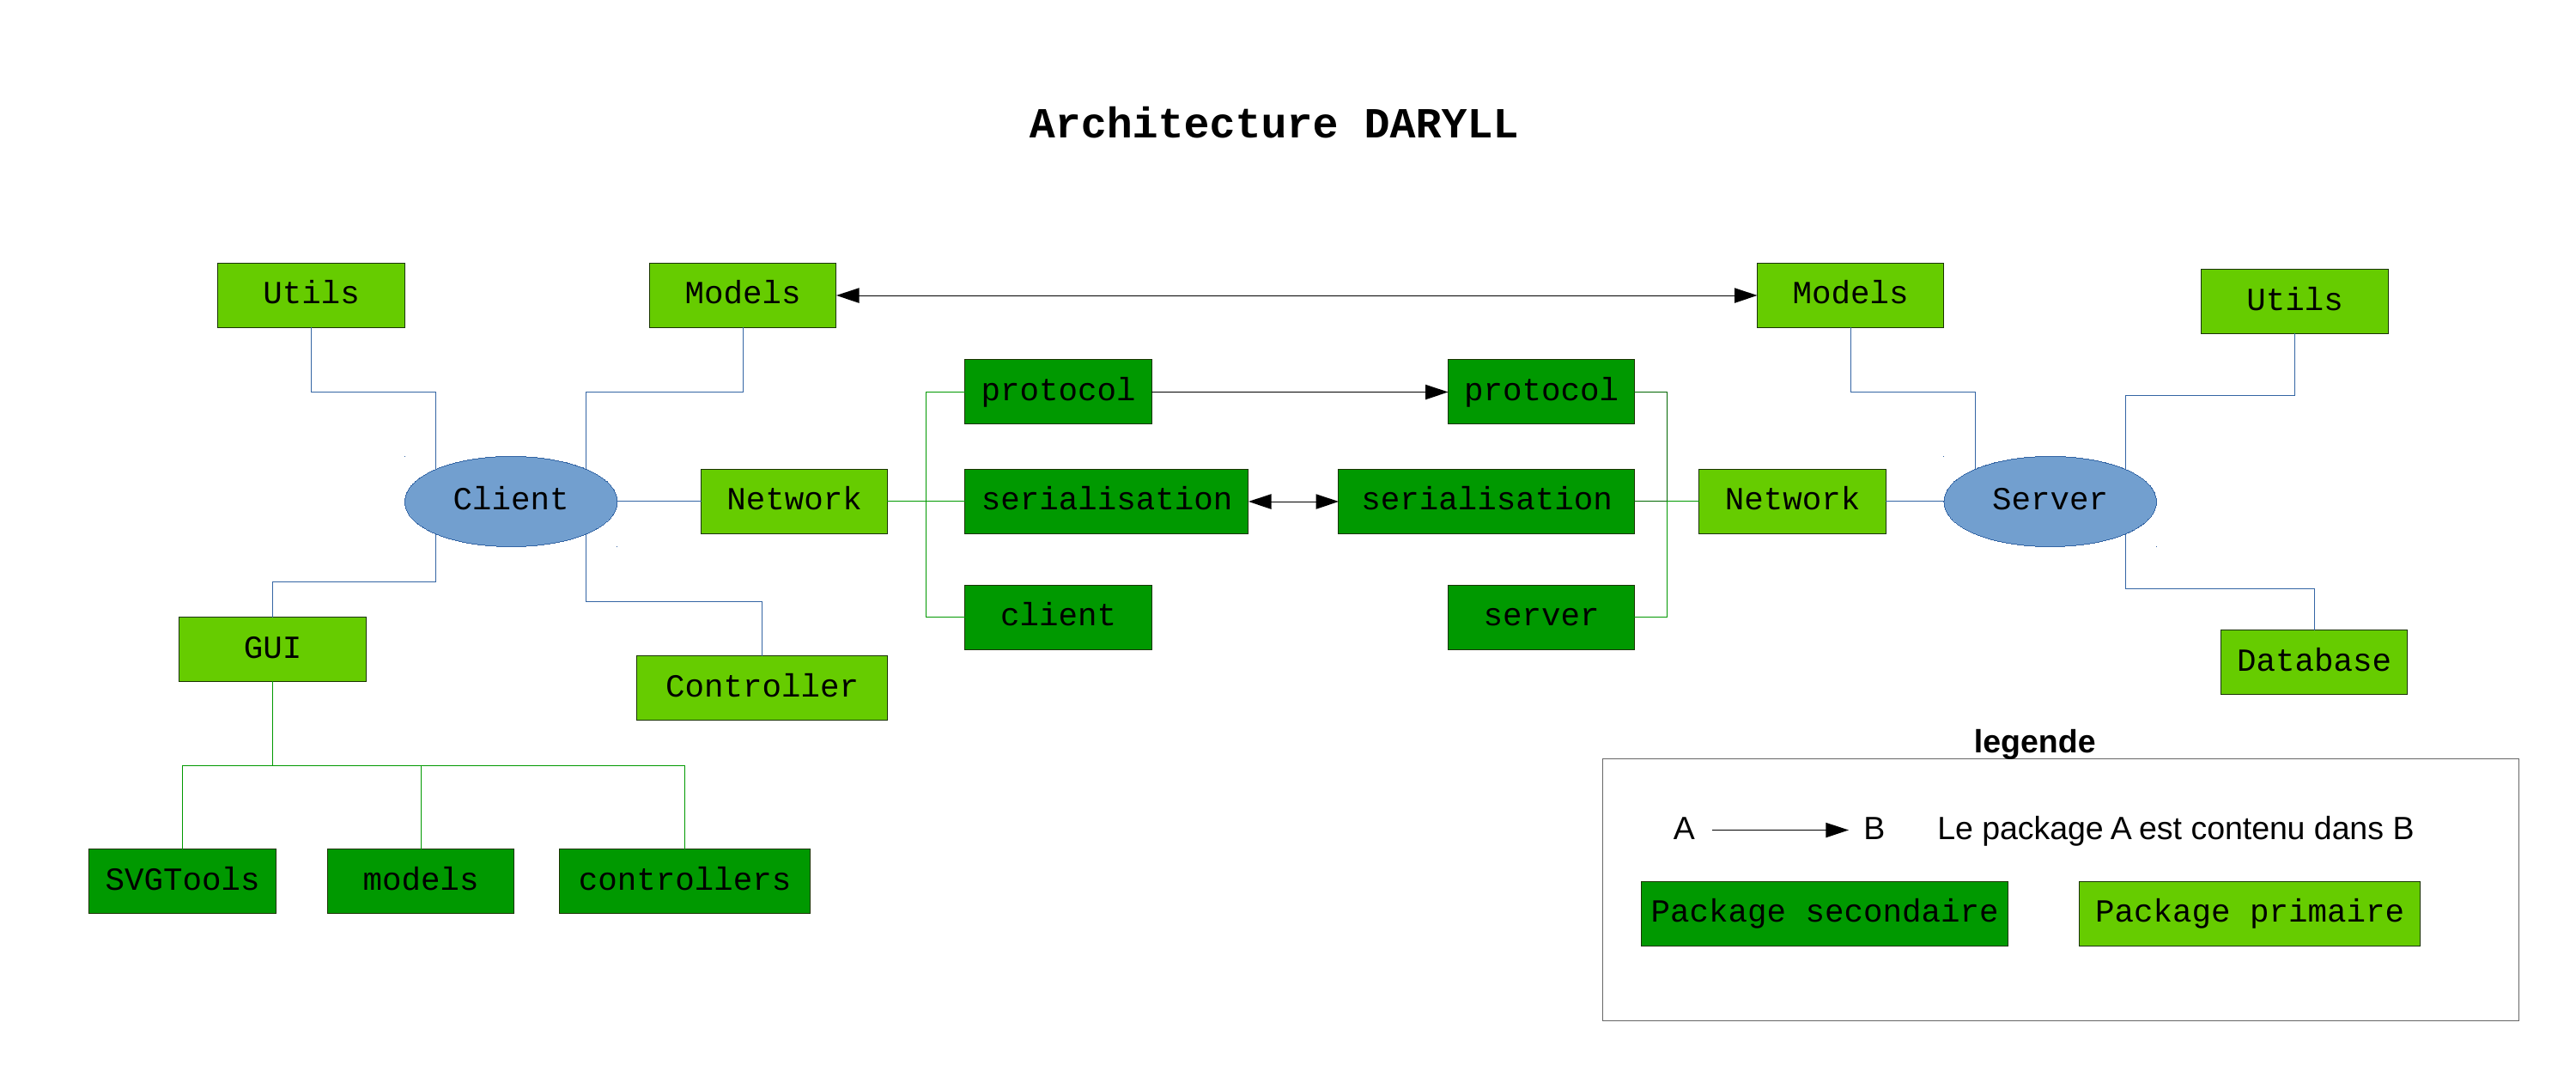 Architecture DARYLL
Utils
Models
Models
Utils
protocol
protocol
Client
Network
serialisation
serialisation
Network
Server
client
server
GUI
Controller
Database
legende
A
B
Le package A est contenu dans B
SVGTools
models
controllers
Package secondaire
Package primaire